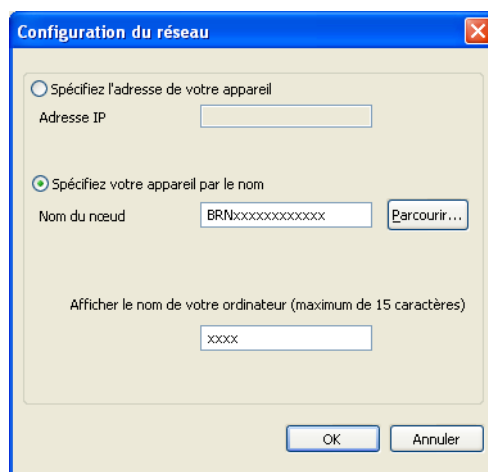 Configuration du réseau
Spécifiez l'adresse de votre appareil
Adresse IP
Spécifiez votre appareil par le nom
Nom du nœud
BRNxxxxxxxxxxxx
Parcourir...
Afficher le nom de votre ordinateur (maximum de 15 caractères)
xxxx
OK
Annuler